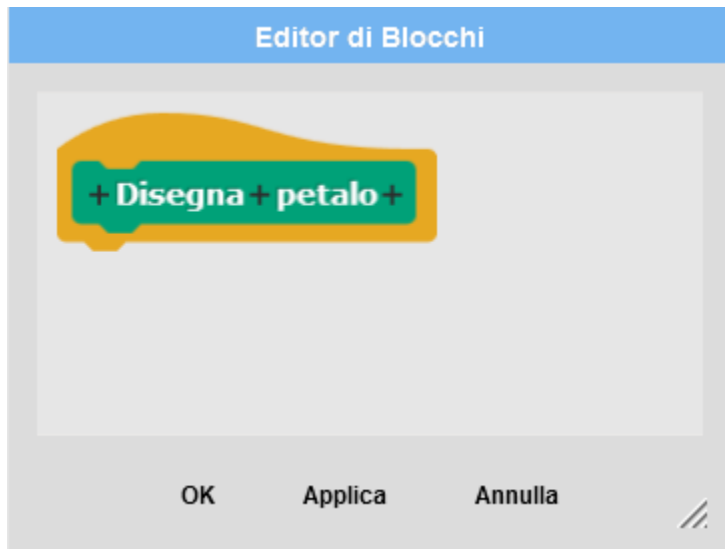 Editor di Blocchi
+ Disegna + petalo +
OK Applica Annulla